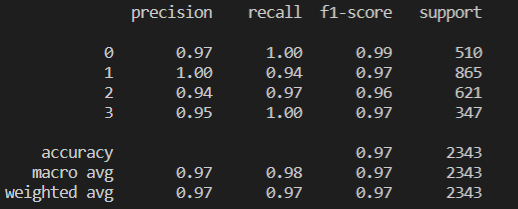 precision recall f1-score support
0 0.97 1.00 0.99 510
1 1.00 0.94 0.97 865
2 0.94 0.97 0.96 621
3 0.95 1.00 0.97 347
accuracy 0.97 2343
macro avg 0.97 0.98 0.97 2343
weighted avg 0.97 0.97 0.97 2343